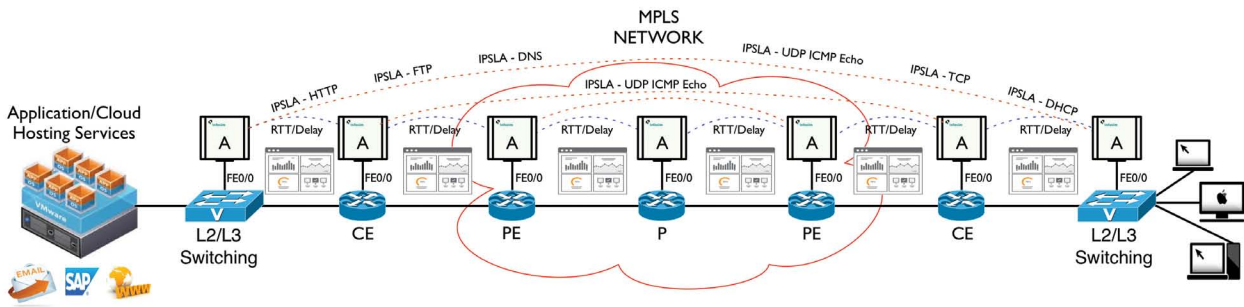 MPLS
NETWORK
IPSLA - HTTP
IPSLA - FTP
IPSLA - DNS
IPSLA - UDP ICMP Echo
IPSLA - TCP
IPSLA - DHCP
IPSLA - UDP ICMP Echo
Application/Cloud
Hosting Services
VMware
A
A
A
A
A
A
A
RTT/Delay
RTT/Delay
RTT/Delay
RTT/Delay
RTT/Delay
RTT/Delay
FE0/0
FE0/0
FE0/0
FE0/0
FE0/0
FE0/0
FE0/0
V
V
L2/L3
Switching
CE
PE
P
PE
CE
L2/L3
Switching
EMAIL
SAP
WWW